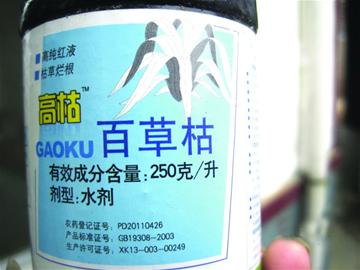 高纯红液
枯草烂根
高枯™
GAOKU 百草枯
有效成分含量:250克/升
剂型:水剂
农药登记证号: PD20110426
产品标准证号: GB19308-2003
生产许可证号: XK13-003-00249